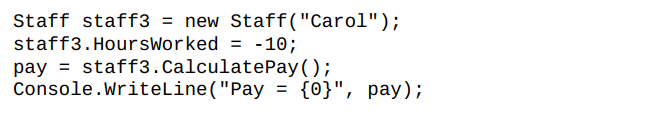 Staff staff3 = new Staff("Carol");
staff3.HoursWorked = -10;
pay = staff3.CalculatePay();
Console.WriteLine("Pay = {0}", pay);